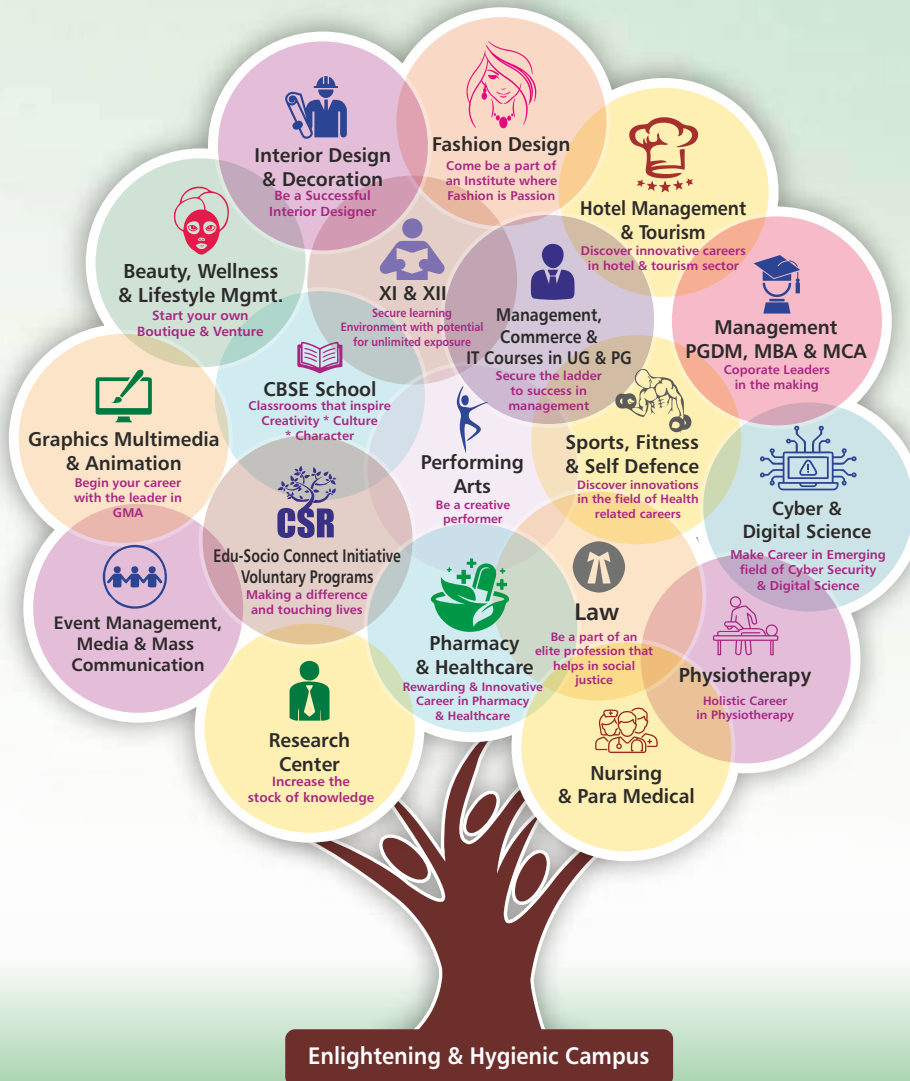 Fashion Design
Come be a part of
an Institute where
Fashion is Passion
Interior Design
& Decoration
Be a Successful
Interior Designer
Hotel Management
& Tourism
Discover innovative careers
in hotel & tourism sector
Beauty, Wellness
& Lifestyle Mgmt.
Start your own
Boutique & Venture
XI & XII
Secure learning
Environment with potential
for unlimited exposure
Management,
Commerce &
IT Courses in UG & PG
Secure the ladder
to success in
management
Management
PGDM, MBA & MCA
Coporate Leaders
in the making
CBSE School
Classrooms that inspire
Creativity * Culture
* Character
Graphics Multimedia
& Animation
Begin your career
with the leader in
GMA
Performing
Arts
Be a creative
performer
Sports, Fitness
& Self Defence
Discover innovations
in the field of Health
related careers
Cyber &
Digital Science
Make Career in Emerging
field of Cyber Security
& Digital Science
CSR
Edu-Socio Connect Initiative
Voluntary Programs
Making a difference
and touching lives
Event Management,
Media & Mass
Communication
Pharmacy
& Healthcare
Rewarding & Innovative
Career in Pharmacy
& Healthcare
Law
Be a part of an
elite profession that
helps in social
justice
Physiotherapy
Holistic Career
in Physiotherapy
Research
Center
Increase the
stock of knowledge
Nursing
& Para Medical
Enlightening & Hygienic Campus